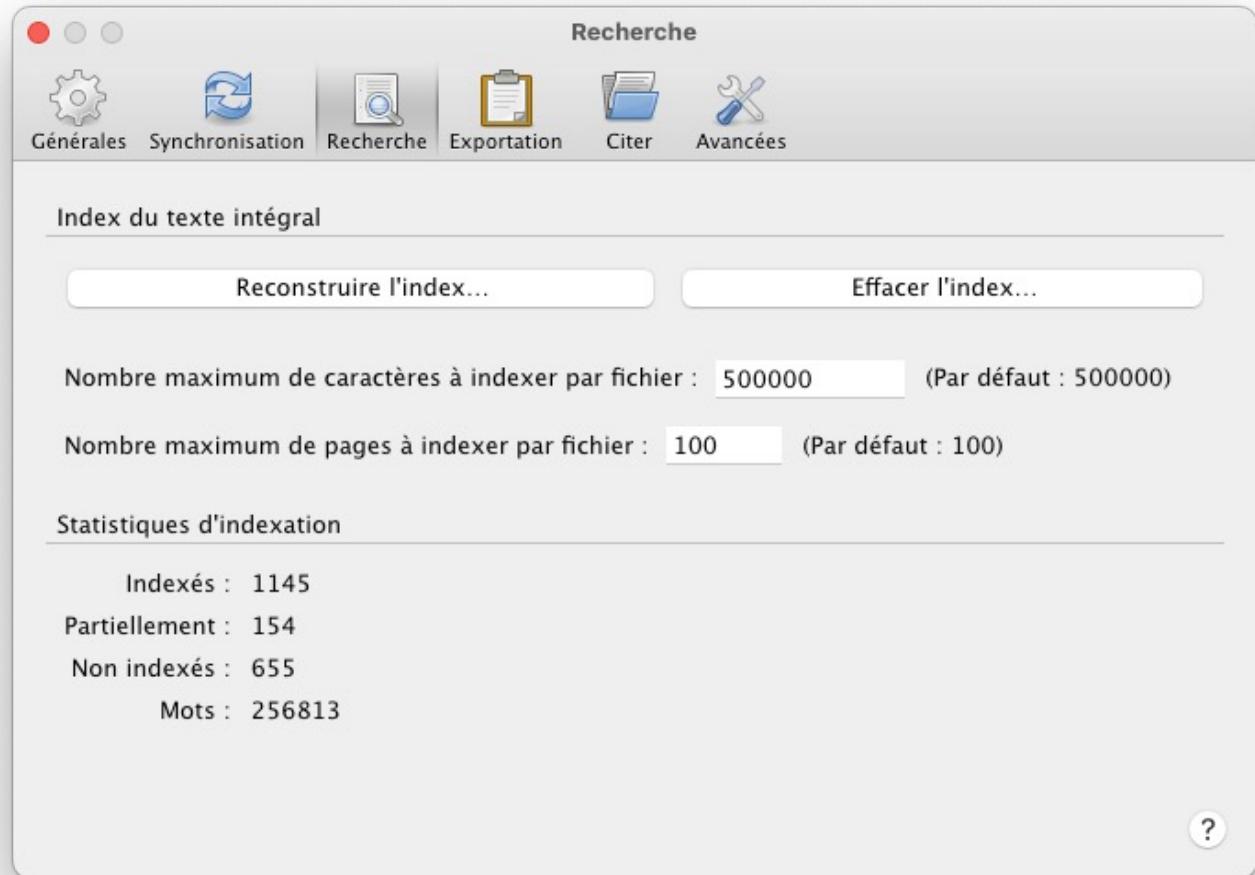 Recherche
Générales Synchronisation Recherche Exportation Citer Avancées
Index du texte intégral
Reconstruire l'index... Effacer l'index...
Nombre maximum de caractères à indexer par fichier : 500000 (Par défaut : 500000)
Nombre maximum de pages à indexer par fichier : 100 (Par défaut : 100)
Statistiques d'indexation
Indexés : 1145
Partiellement : 154
Non indexés : 655
Mots : 256813
?